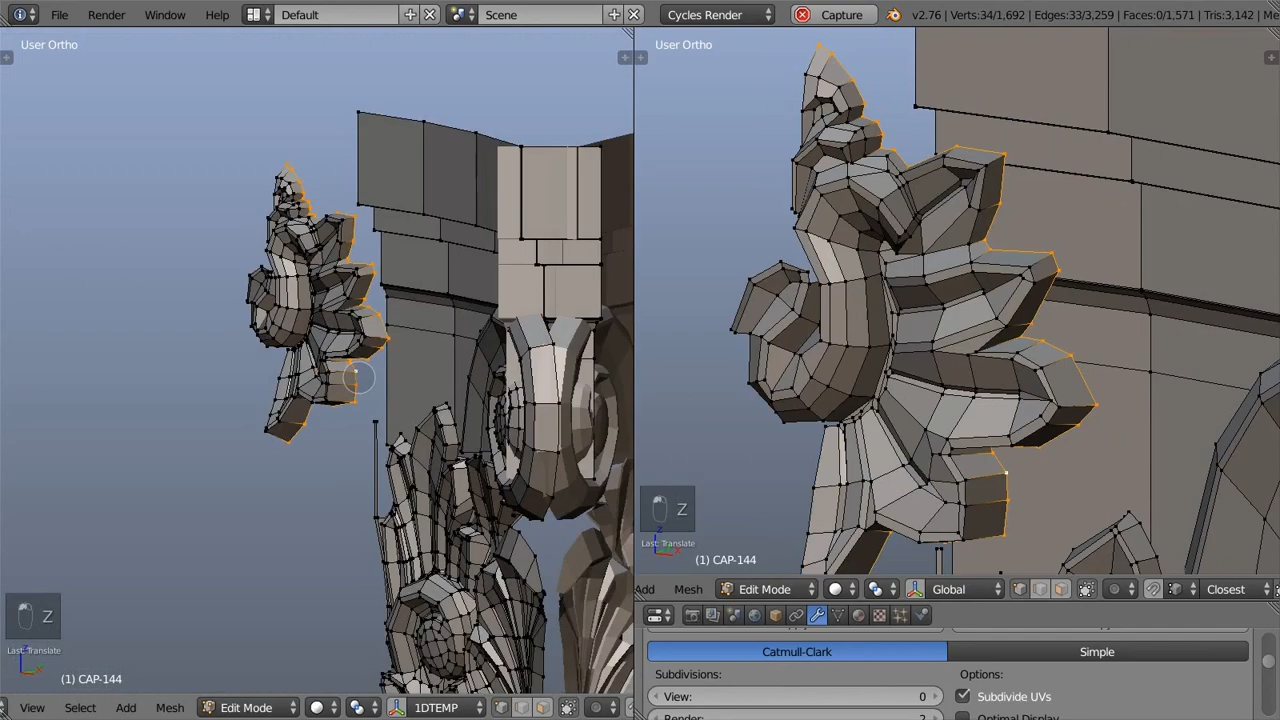 File Render Window Help Default Scene Cycles Render Capture v2.76 | Verts:34/1,692 | Edges:33/3,259 | Faces:0/1,571 | Tris:3,142
User Ortho
User Ortho
Z
Last: Translate
(1) CAP-144
Add Mesh Edit Mode Global Closest
Z
Last: Translate
(1) CAP-144
Catmull-Clark Simple
Subdivisions: Options:
View: 0 Subdivide UVs
Render: 2 Optimal Display
View Select Add Mesh Edit Mode 1DTEMP